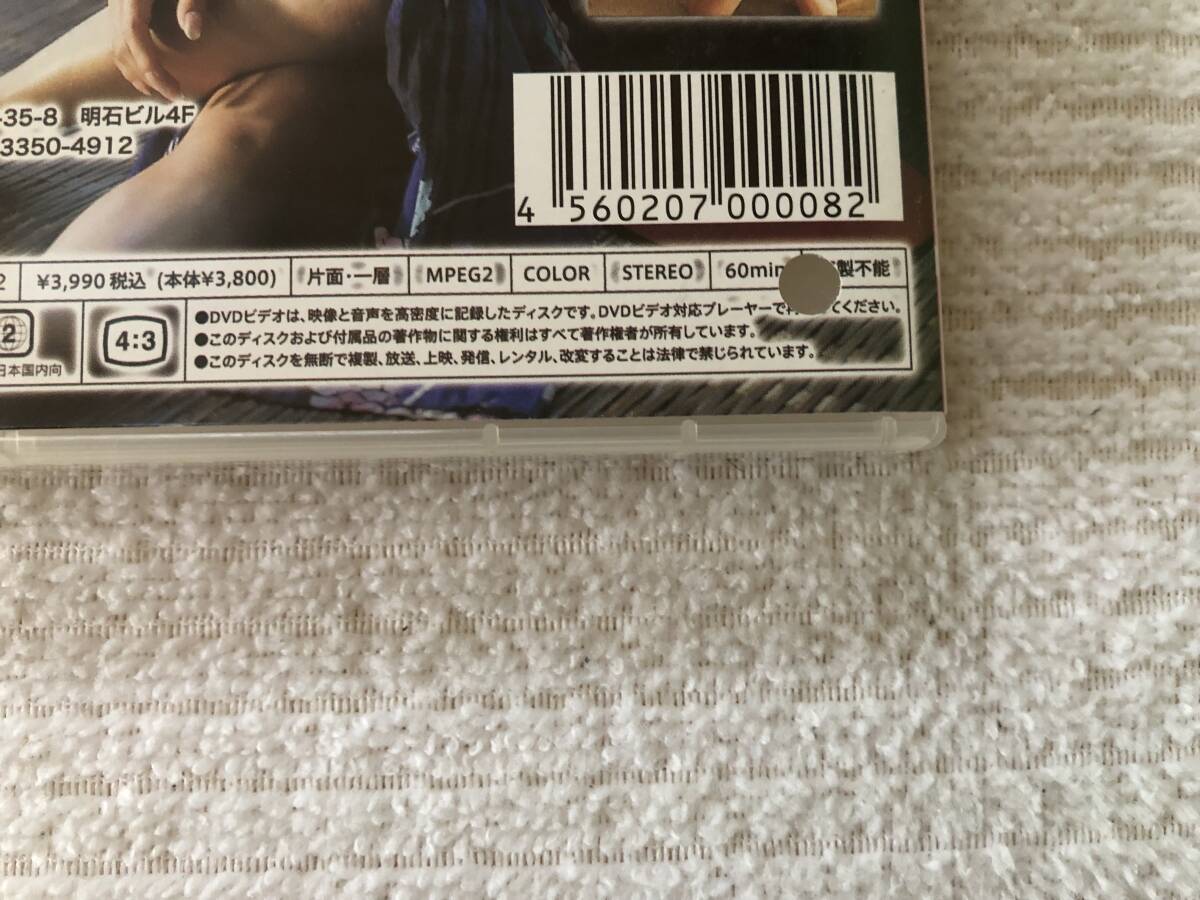 -35-8 明石ビル4F
3350-4912
4 560207 000082
2 ¥3,990 税込 (本体¥3,800) 片面・一層 MPEG2 COLOR STEREO 60min 製不能
●DVDビデオは、映像と音声を高密度に記録したディスクです。DVDビデオ対応プレーヤーで てください。
●このディスクおよび付属品の著作物に関する権利はすべて著作権者が所有しています。
●このディスクを無断で複製、放送、上映、発信、レンタル、改変することは法律で禁じられています。
2
日本国内向
4:3